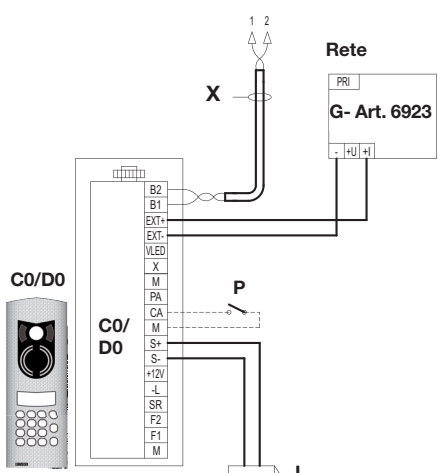 1 2
Rete
PRI
X
G- Art. 6923
- +U +I
B2
B1
EXT+
EXT-
VLED
X
M
PA
CA
M
S+
S-
+12V
-L
SR
F2
F1
M
C0/D0
C0/
D0
P